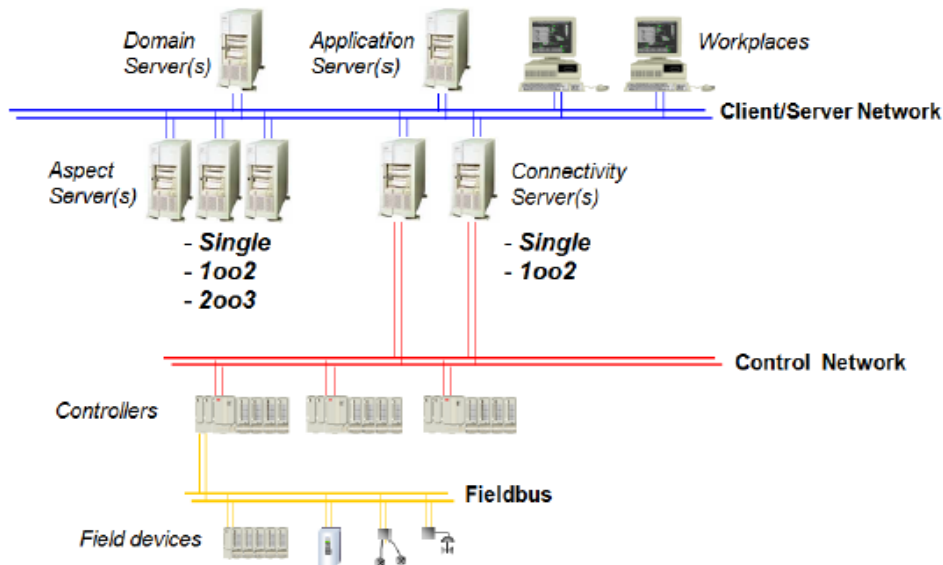 Domain
Server(s)
Application
Server(s)
Workplaces
Client/Server Network
Aspect
Server(s)
Connectivity
Server(s)
- Single
- 1oo2
- 2oo3
- Single
- 1oo2
Control Network
Controllers
Fieldbus
Field devices